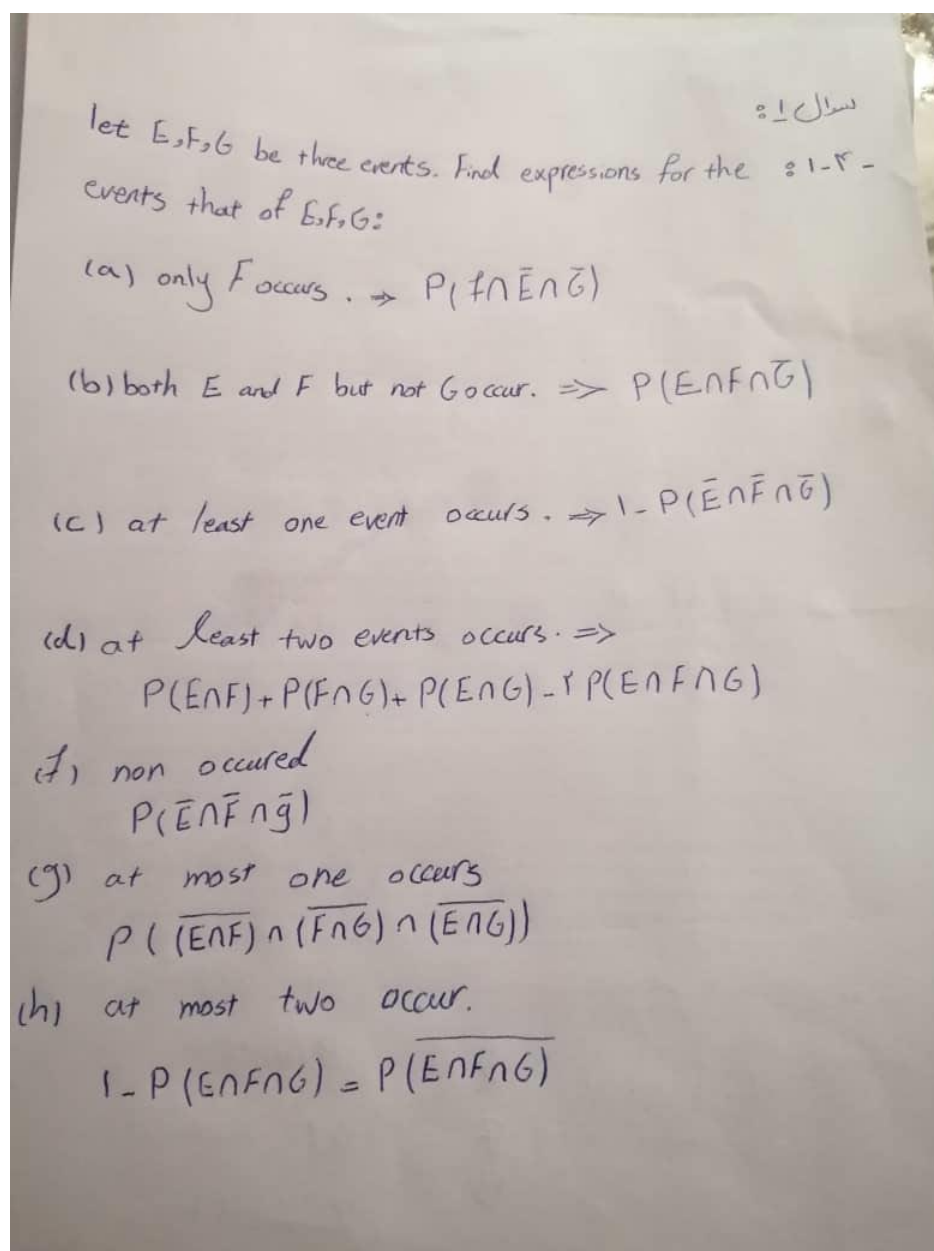 سوال ۱:
let E,F,G be three events. Find expressions for the :۱-۳-
events that of E,F,G:
(a) only F occurs. ⇒ P(f∩Ē∩Ḡ)
(b) both E and F but not G occur. ⇒ P(E∩F∩Ḡ)
(c) at least one event occurs. ⇒ 1-P(Ē∩F̄∩Ḡ)
(d) at least two events occurs. ⇒
P(E∩F)+P(F∩G)+P(E∩G)-۲P(E∩F∩G)
(f) non occured
P(Ē∩F̄∩ḡ)
(g) at most one occurs
P((E̅∩̅F̅)∩(F̅∩̅G̅)∩(E̅∩̅G̅))
(h) at most two occur.
1-P(E∩F∩G)=P(E̅∩̅F̅∩̅G̅)